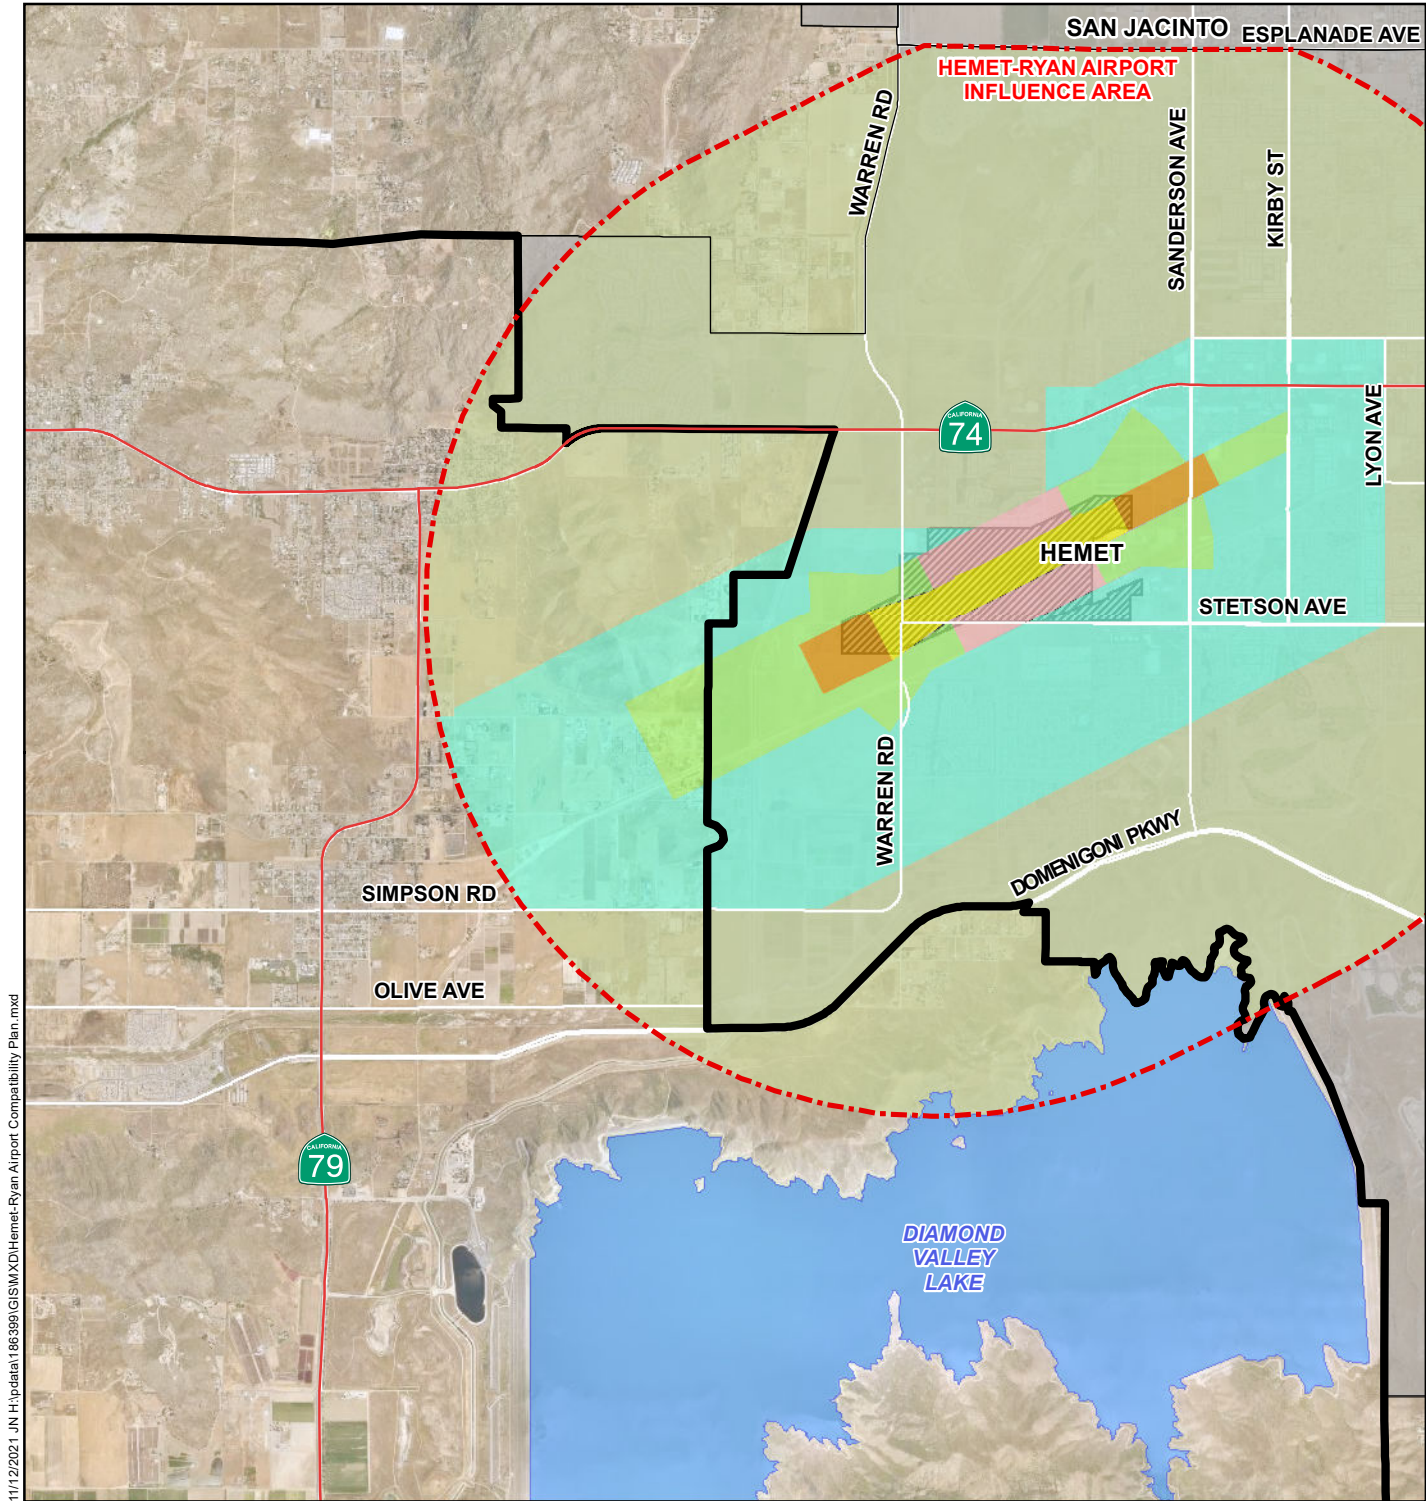 SAN JACINTO
ESPLANADE AVE
HEMET-RYAN AIRPORT
INFLUENCE AREA
WARREN RD
SANDERSON AVE
KIRBY ST
LYON AVE
CALIFORNIA
74
HEMET
STETSON AVE
WARREN RD
DOMENIGONI PKWY
SIMPSON RD
OLIVE AVE
CALIFORNIA
79
DIAMOND
VALLEY
LAKE
11/12/2021 JN H:\pdata\186399\GIS\MXD\Hemet-Ryan Airport Compatibility Plan.mxd